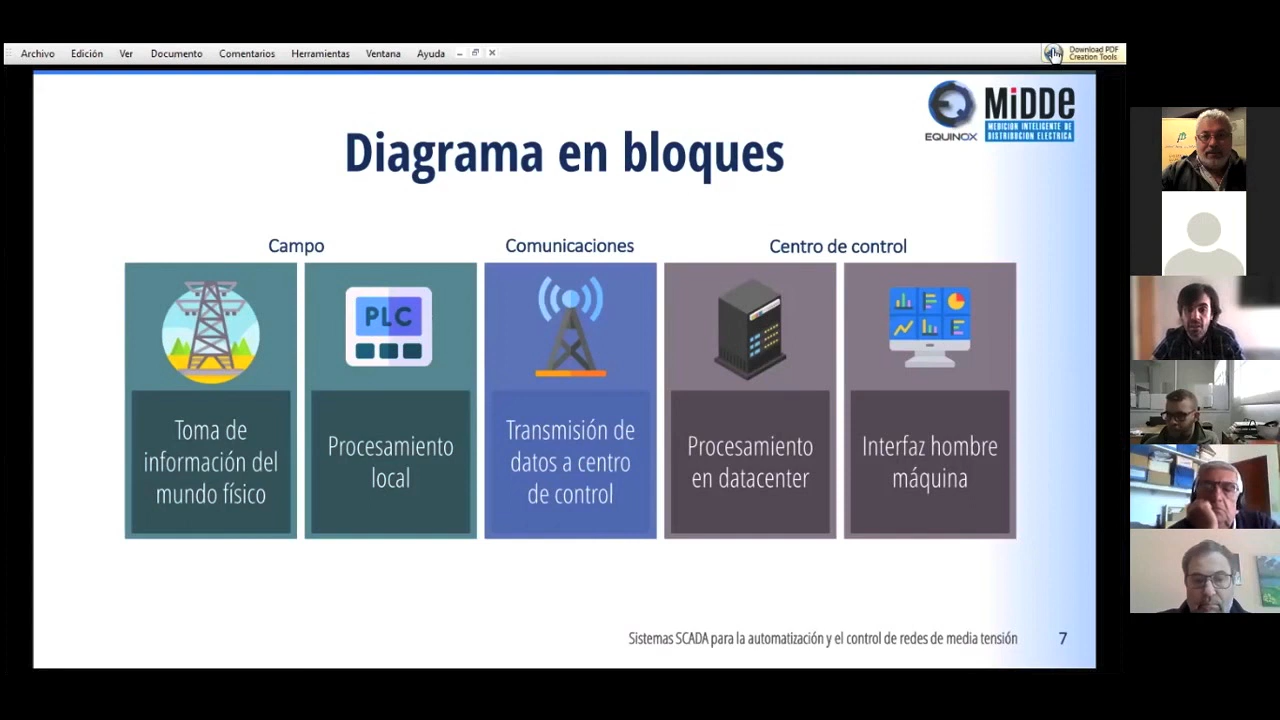 Archivo Edición Ver Documento Comentarios Herramientas Ventana Ayuda
Download PDF
Creation Tools
EQUINOX
MiDDe
MEDICION INTELIGENTE DE
DISTRIBUCION ELECTRICA
Diagrama en bloques
Campo
Comunicaciones
Centro de control
PLC
Toma de
información del
mundo físico
Procesamiento
local
Transmisión de
datos a centro
de control
Procesamiento
en datacenter
Interfaz hombre
máquina
Sistemas SCADA para la automatización y el control de redes de media tensión
7